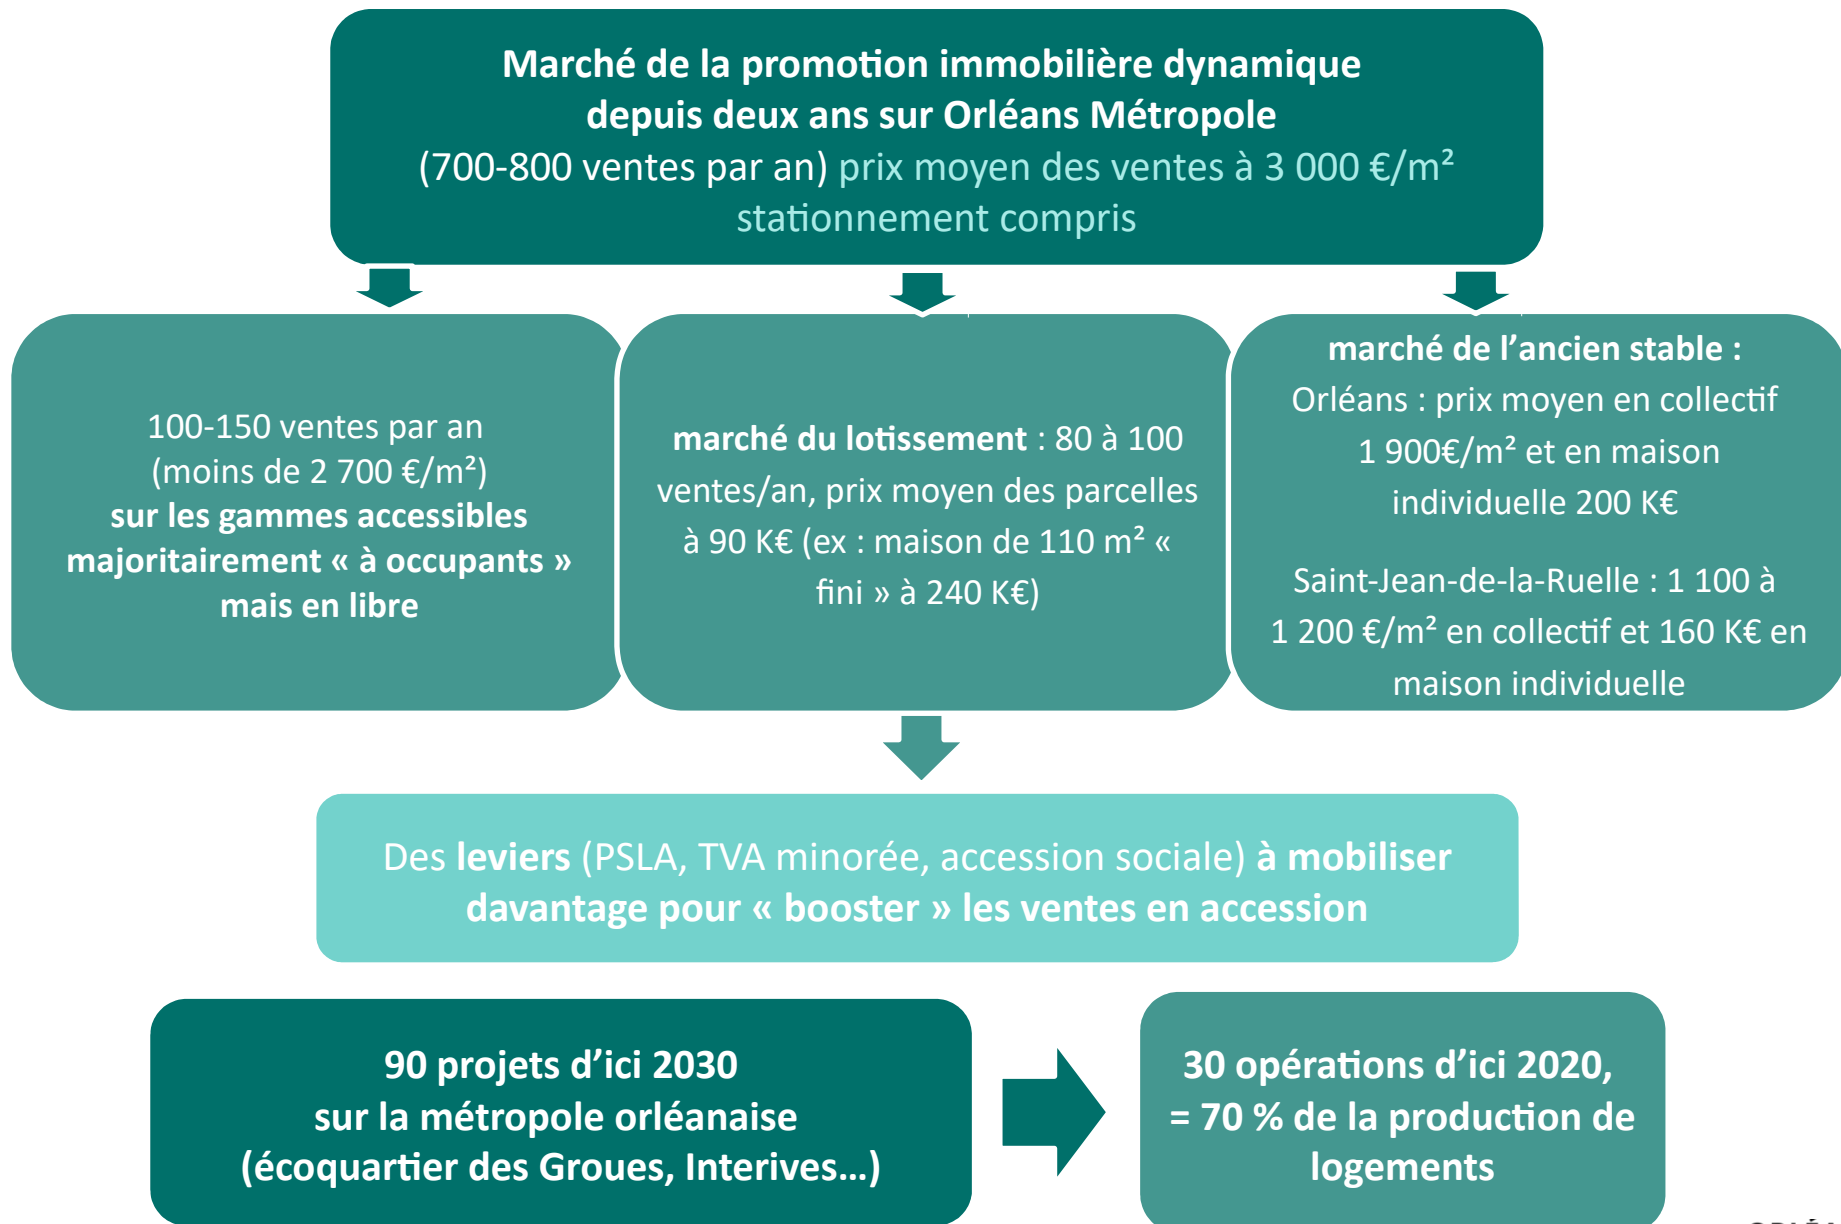 Marché de la promotion immobilière dynamique
depuis deux ans sur Orléans Métropole
(700-800 ventes par an) prix moyen des ventes à 3 000 €/m²
stationnement compris
100-150 ventes par an
(moins de 2 700 €/m²)
sur les gammes accessibles
majoritairement « à occupants »
mais en libre
marché du lotissement : 80 à 100
ventes/an, prix moyen des parcelles
à 90 K€ (ex : maison de 110 m² «
fini » à 240 K€)
marché de l’ancien stable :
Orléans : prix moyen en collectif
1 900€/m² et en maison
individuelle 200 K€
Saint-Jean-de-la-Ruelle : 1 100 à
1 200 €/m² en collectif et 160 K€ en
maison individuelle
Des leviers (PSLA, TVA minorée, accession sociale) à mobiliser
davantage pour « booster » les ventes en accession
90 projets d’ici 2030
sur la métropole orléanaise
(écoquartier des Groues, Interives…)
30 opérations d’ici 2020,
= 70 % de la production de
logements